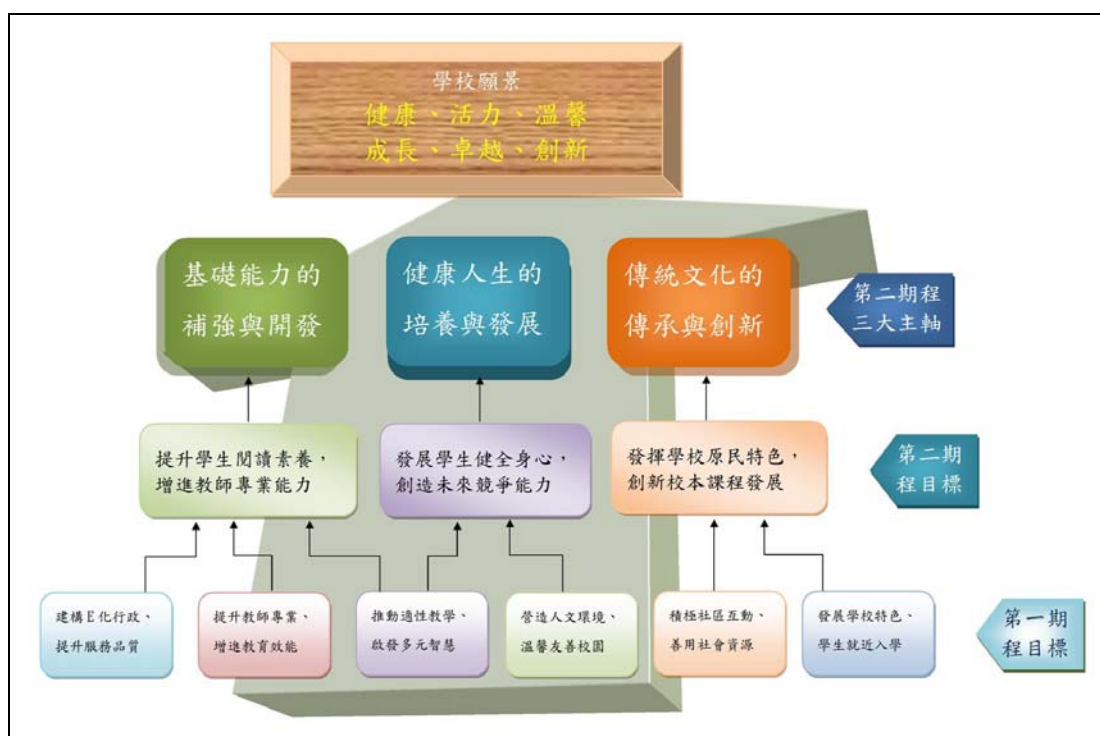 學校願景
健康、活力、溫馨
成長、卓越、創新
基礎能力的
補強與開發
健康人生的
培養與發展
傳統文化的
傳承與創新
第二期程
三大主軸
提升學生閱讀素養，
增進教師專業能力
發展學生健全身心，
創造未來競爭能力
發揮學校原民特色，
創新校本課程發展
第二期
程目標
建構E化行政、
提升服務品質
提升教師專業、
增進教育效能
推動適性教學、
啟發多元智慧
營造人文環境、
溫馨友善校園
積極社區互動、
善用社會資源
發展學校特色、
學生就近入學
第一期
程目標